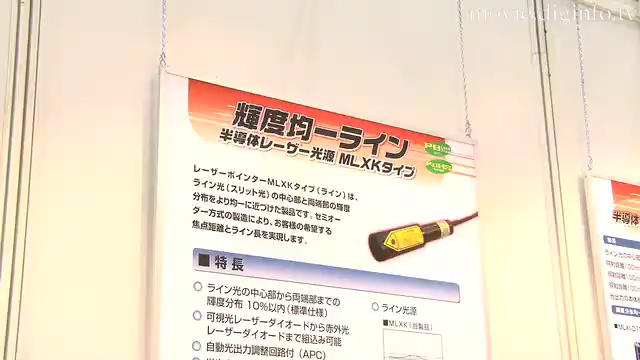 movie.diginfo.tv
輝度均一ライン
半導体レーザー光源 MLXKタイプ
レーザーポインターMLXKタイプ(ライン)は、
ライン光(スリット光)の中心部と両端部の輝度
分布をより均一に近づけた製品です。セミオー
ダー方式の製造により、お客様の希望する
焦点距離とライン長を実現します。
■特長
○ライン光の中心部から両端部までの
輝度分布 10%以内(標準仕様)
○可視光レーザーダイオードから赤外光
レーザーダイオードまで組込み可能
○自動光出力調整回路付(APC)
○ライン光源
■MLXK(当製品)
半導体